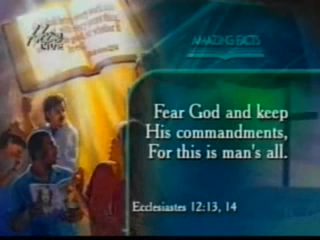 AMAZING FACTS
Fear God and keep
His commandments,
For this is man's all.
Ecclesiastes 12:13, 14